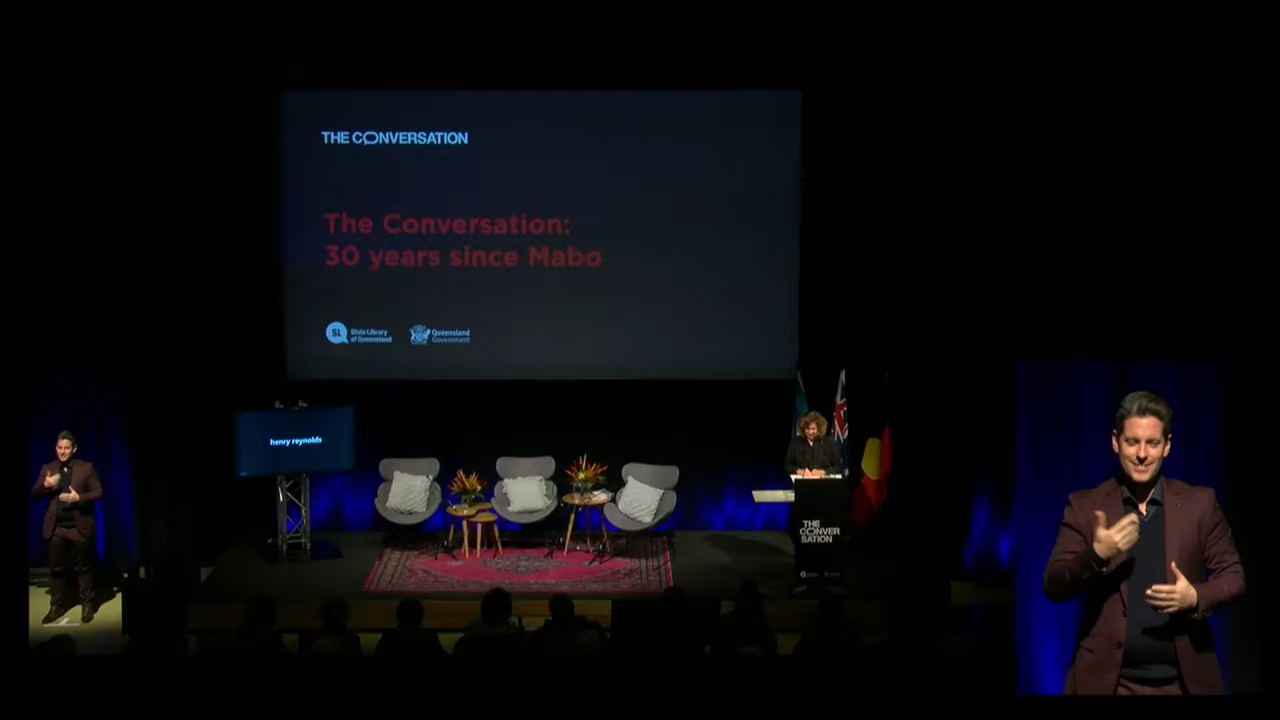 THE CONVERSATION
The Conversation:
30 years since Mabo
SL
State Library
of Queensland
Queensland
Government
henry reynolds
THE
CONVER
SATION